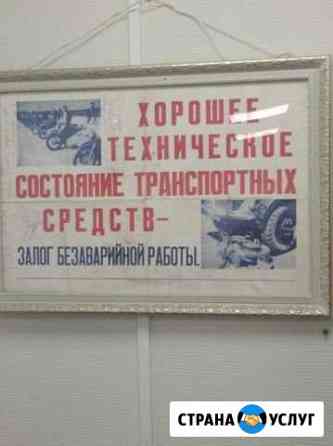 ХОРОШЕЕ
ТЕХНИЧЕСКОЕ
СОСТОЯНИЕ ТРАНСПОРТНЫХ
СРЕДСТВ-
ЗАЛОГ БЕЗАВАРИЙНОЙ РАБОТЫ.
СТРАНА УСЛУГ